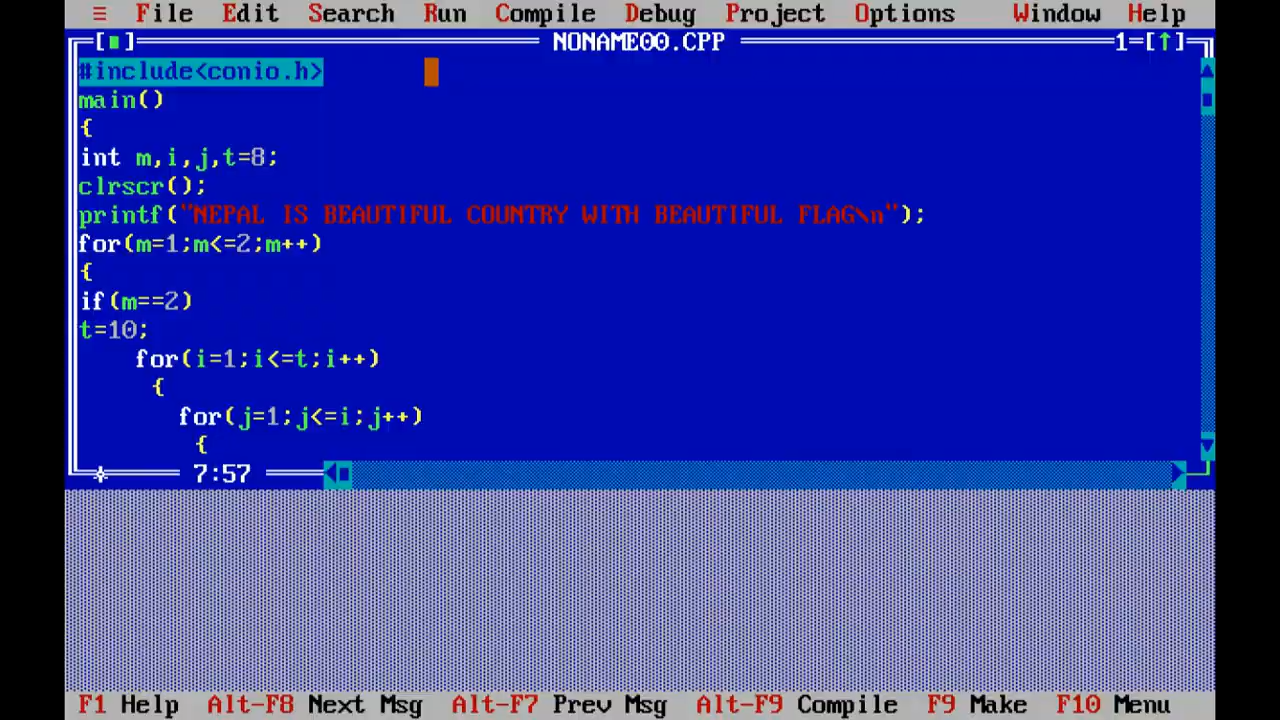 ≡ File Edit Search Run Compile Debug Project Options Window Help
[■] NONAME00.CPP 1=[↑]
#include<conio.h>
main()
{
int m,i,j,t=8;
clrscr();
printf("NEPAL IS BEAUTIFUL COUNTRY WITH BEAUTIFUL FLAG\n");
for(m=1;m<=2;m++)
{
if(m==2)
t=10;
for(i=1;i<=t;i++)
{
for(j=1;j<=i;j++)
{
7:57
F1 Help Alt-F8 Next Msg Alt-F7 Prev Msg Alt-F9 Compile F9 Make F10 Menu